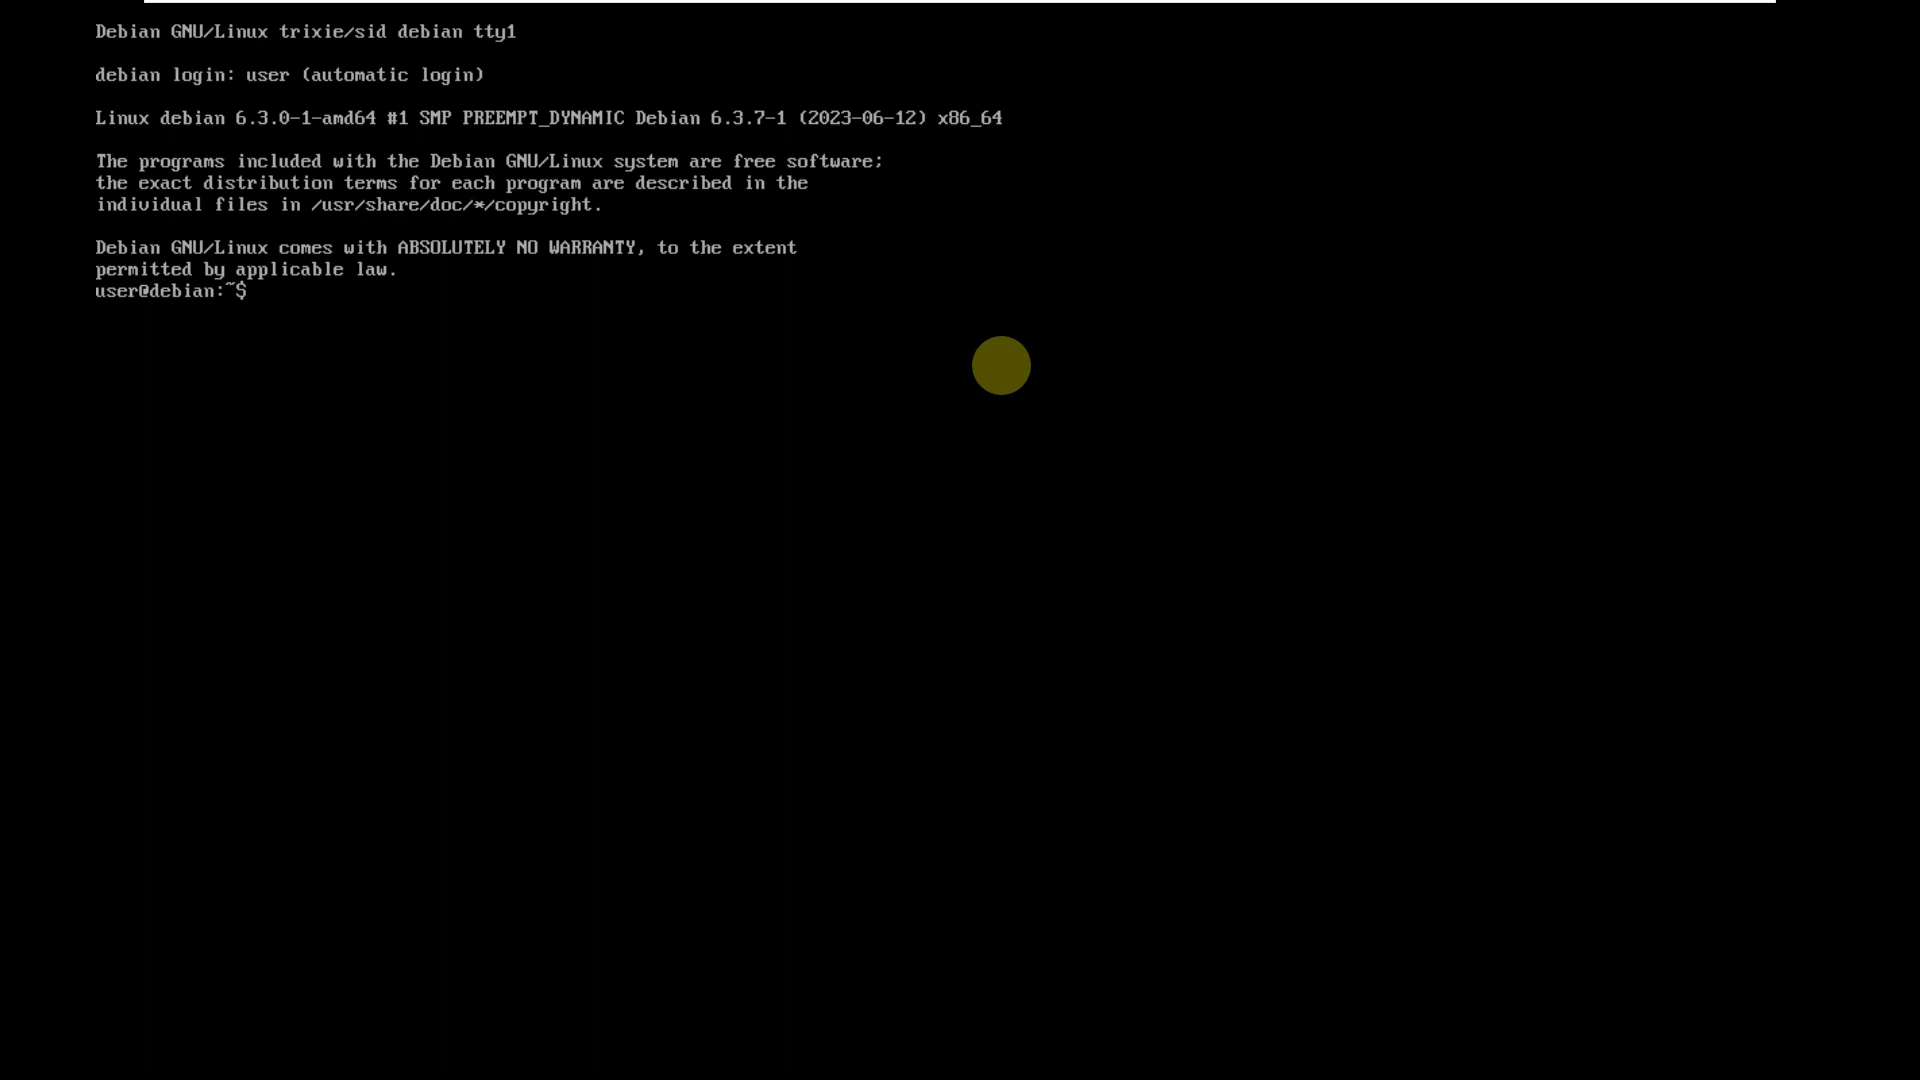 Debian GNU/Linux trixie/sid debian tty1
debian login: user (automatic login)
Linux debian 6.3.0-1-amd64 #1 SMP PREEMPT_DYNAMIC Debian 6.3.7-1 (2023-06-12) x86_64
The programs included with the Debian GNU/Linux system are free software;
the exact distribution terms for each program are described in the
individual files in /usr/share/doc/*/copyright.
Debian GNU/Linux comes with ABSOLUTELY NO WARRANTY, to the extent
permitted by applicable law.
user@debian:~$